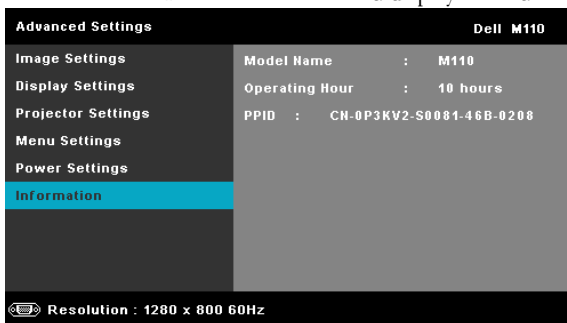 Advanced Settings Dell M110
Image Settings
Display Settings
Projector Settings
Menu Settings
Power Settings
Information
Model Name : M110
Operating Hour : 10 hours
PPID : CN-0P3KV2-S0081-46B-0208
Resolution : 1280 x 800 60Hz